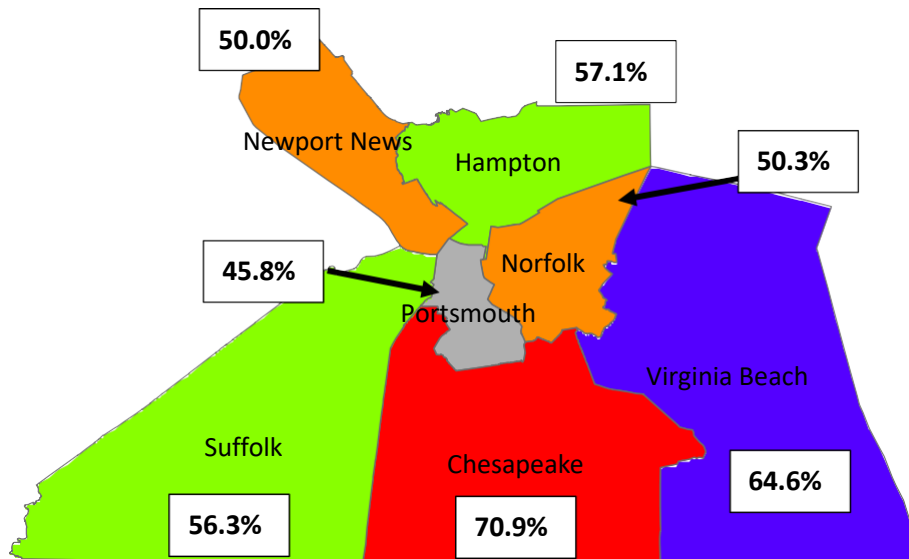 50.0%
57.1%
Newport News
Hampton
50.3%
45.8%
Norfolk
Portsmouth
Virginia Beach
Suffolk
Chesapeake
64.6%
56.3%
70.9%